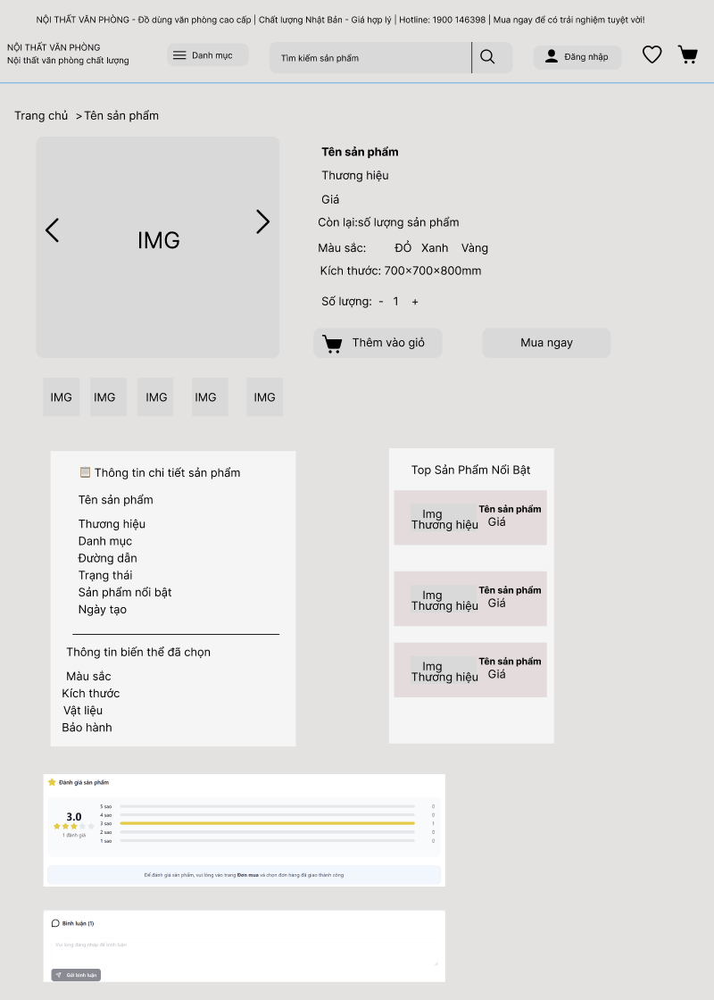 NỘI THẤT VĂN PHÒNG - Đồ dùng văn phòng cao cấp | Chất lượng Nhật Bản - Giá hợp lý | Hotline: 1900 146398 | Mua ngay để có trải nghiệm tuyệt vời!
NỘI THẤT VĂN PHÒNG
Nội thất văn phòng chất lượng
Danh mục
Tìm kiếm sản phẩm
Đăng nhập
Trang chủ >Tên sản phẩm
IMG
Tên sản phẩm
Thương hiệu
Giá
Còn lại:số lượng sản phẩm
Màu sắc: ĐỎ Xanh Vàng
Kích thước: 700x700x800mm
Số lượng: - 1 +
Thêm vào giỏ
Mua ngay
IMG IMG IMG IMG IMG
Thông tin chi tiết sản phẩm
Tên sản phẩm
Thương hiệu
Danh mục
Đường dẫn
Trạng thái
Sản phẩm nổi bật
Ngày tạo
Thông tin biến thể đã chọn
Màu sắc
Kích thước
Vật liệu
Bảo hành
Top Sản Phẩm Nổi Bật
Img
Tên sản phẩm
Thương hiệu
Giá
Img
Tên sản phẩm
Thương hiệu
Giá
Img
Tên sản phẩm
Thương hiệu
Giá
Đánh giá sản phẩm
3.0
1 đánh giá
5 sao 0
4 sao 0
3 sao 1
2 sao 0
1 sao 0
Để đánh giá sản phẩm, vui lòng vào trang Đơn mua và chọn đơn hàng đã giao thành công
Bình luận (1)
Vui lòng đăng nhập để bình luận
Gửi bình luận